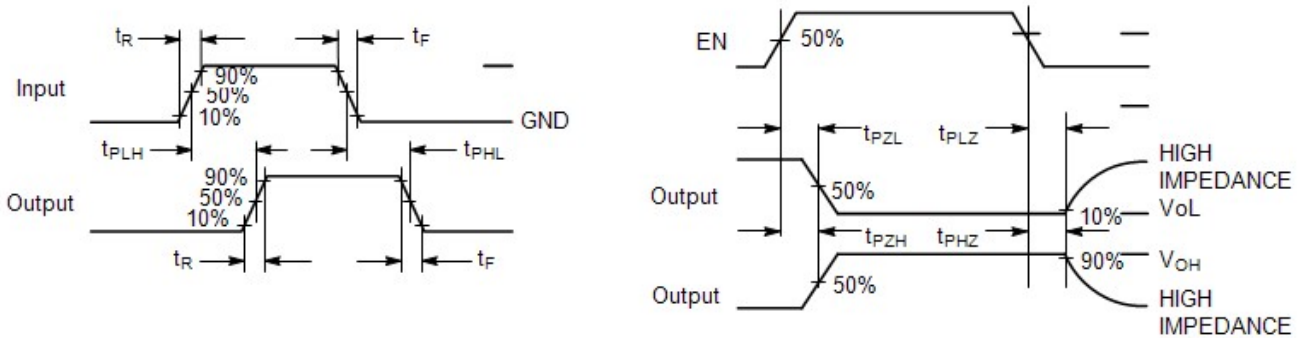 tR
tF
Input
90%
50%
10%
GND
tPLH
tPHL
Output
90%
50%
10%
tR
tF
EN
50%
tPZL
tPLZ
Output
50%
HIGH
IMPEDANCE
10%
VoL
tPZH
tPHZ
Output
50%
90%
VOH
HIGH
IMPEDANCE